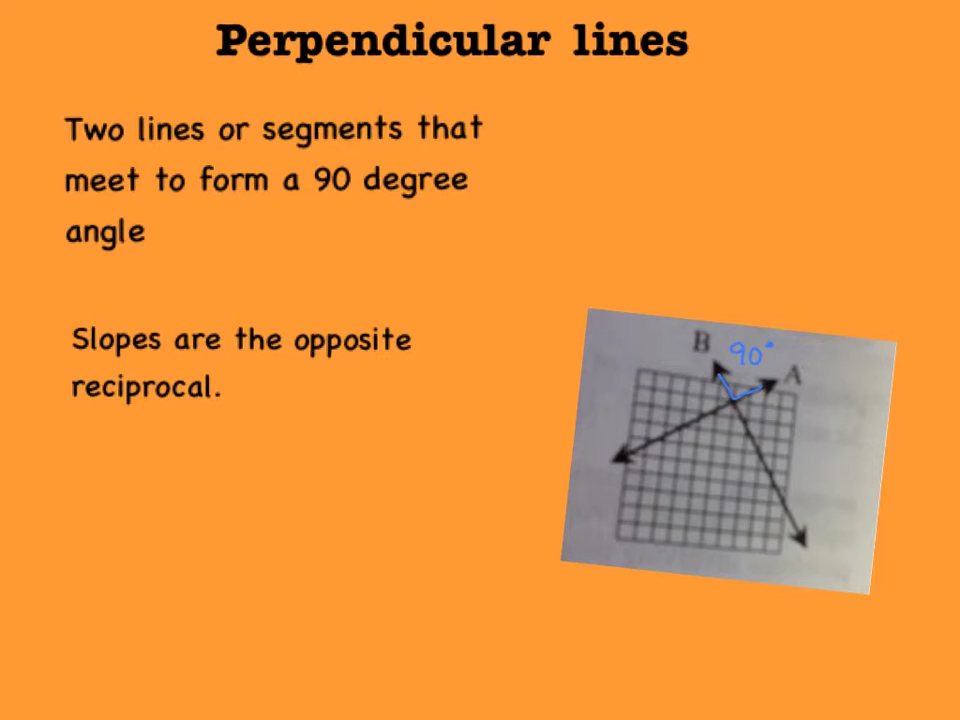 Perpendicular lines
Two lines or segments that
meet to form a 90 degree
angle
Slopes are the opposite
reciprocal.
B
90°
A